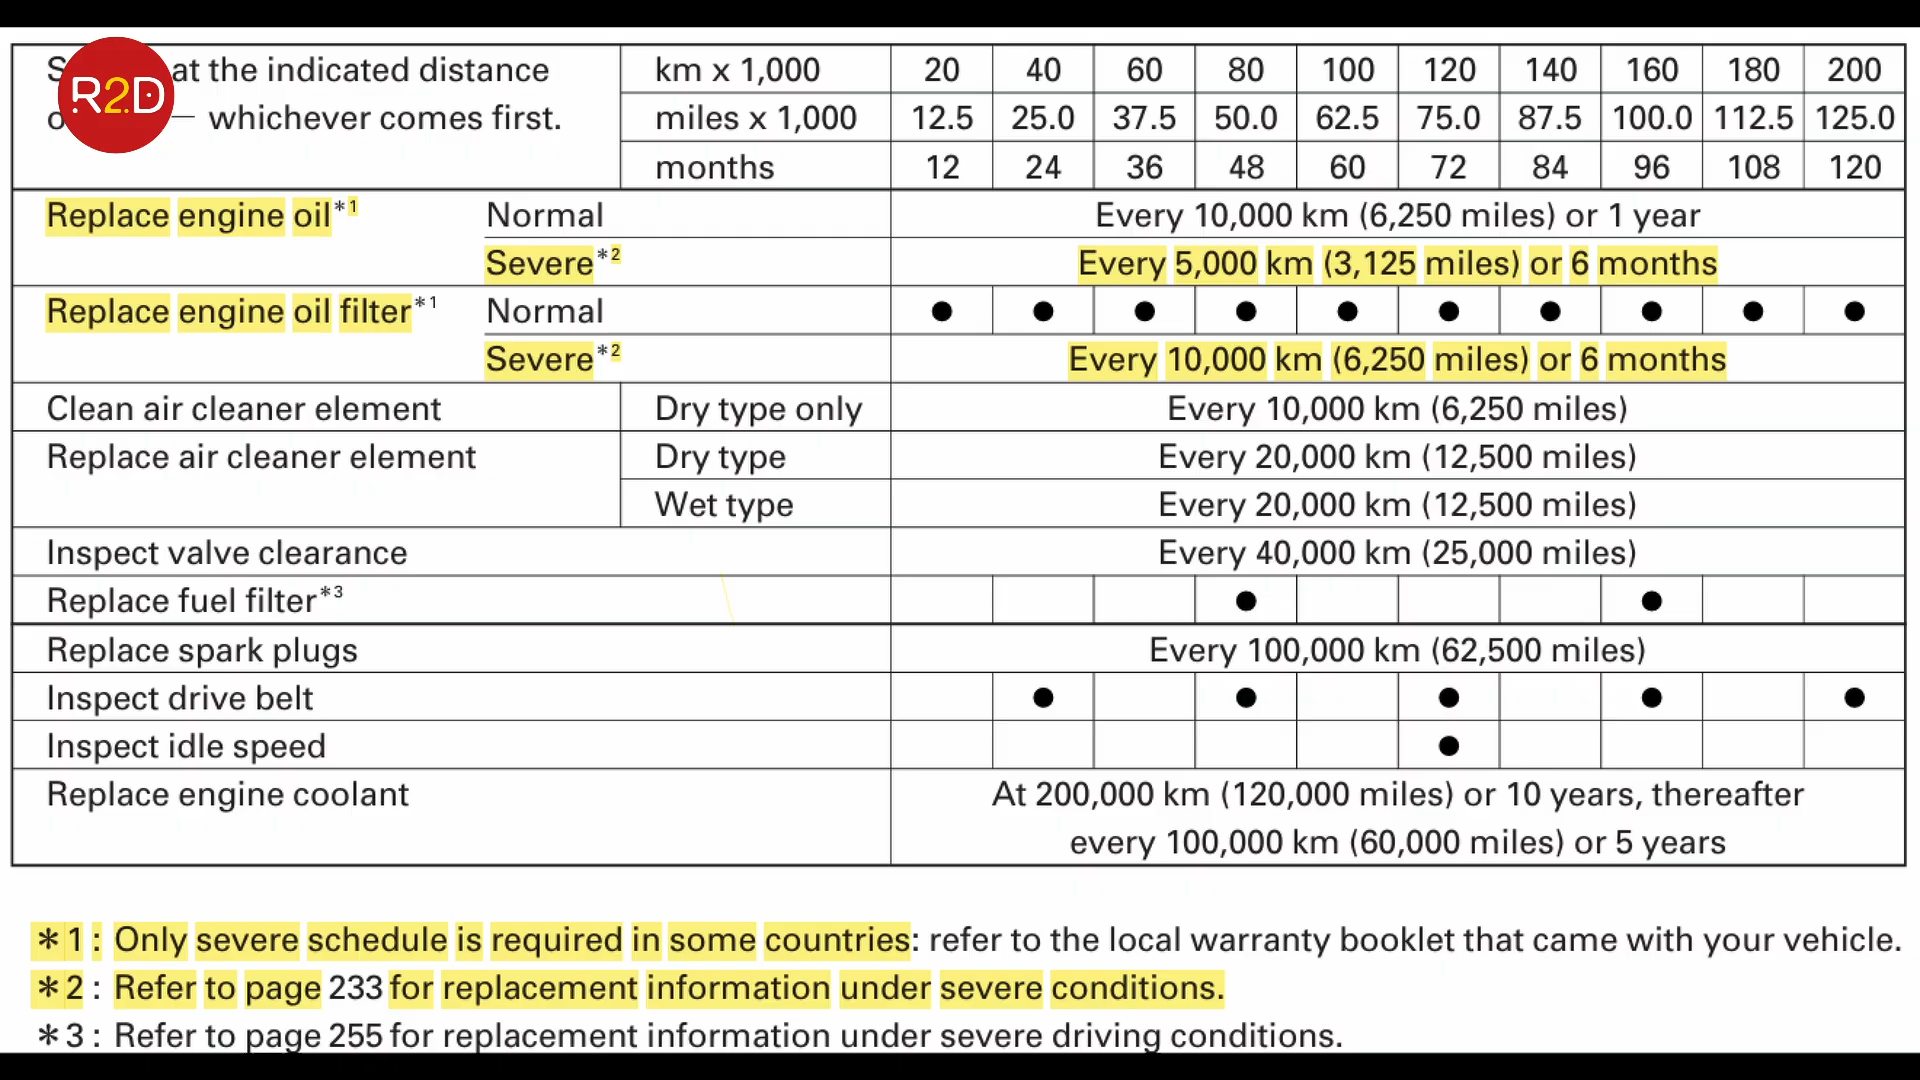 R2D
S at the indicated distance km x 1,000 20 40 60 80 100 120 140 160 180 200
o — whichever comes first. miles x 1,000 12.5 25.0 37.5 50.0 62.5 75.0 87.5 100.0 112.5 125.0
months 12 24 36 48 60 72 84 96 108 120
Replace engine oil*1 Normal Every 10,000 km (6,250 miles) or 1 year
Severe*2 Every 5,000 km (3,125 miles) or 6 months
Replace engine oil filter*1 Normal ● ● ● ● ● ● ● ● ● ●
Severe*2 Every 10,000 km (6,250 miles) or 6 months
Clean air cleaner element Dry type only Every 10,000 km (6,250 miles)
Replace air cleaner element Dry type Every 20,000 km (12,500 miles)
Wet type Every 20,000 km (12,500 miles)
Inspect valve clearance Every 40,000 km (25,000 miles)
Replace fuel filter*3 ● ●
Replace spark plugs Every 100,000 km (62,500 miles)
Inspect drive belt ● ● ● ● ●
Inspect idle speed ●
Replace engine coolant At 200,000 km (120,000 miles) or 10 years, thereafter
every 100,000 km (60,000 miles) or 5 years
*1: Only severe schedule is required in some countries: refer to the local warranty booklet that came with your vehicle.
*2: Refer to page 233 for replacement information under severe conditions.
*3: Refer to page 255 for replacement information under severe driving conditions.